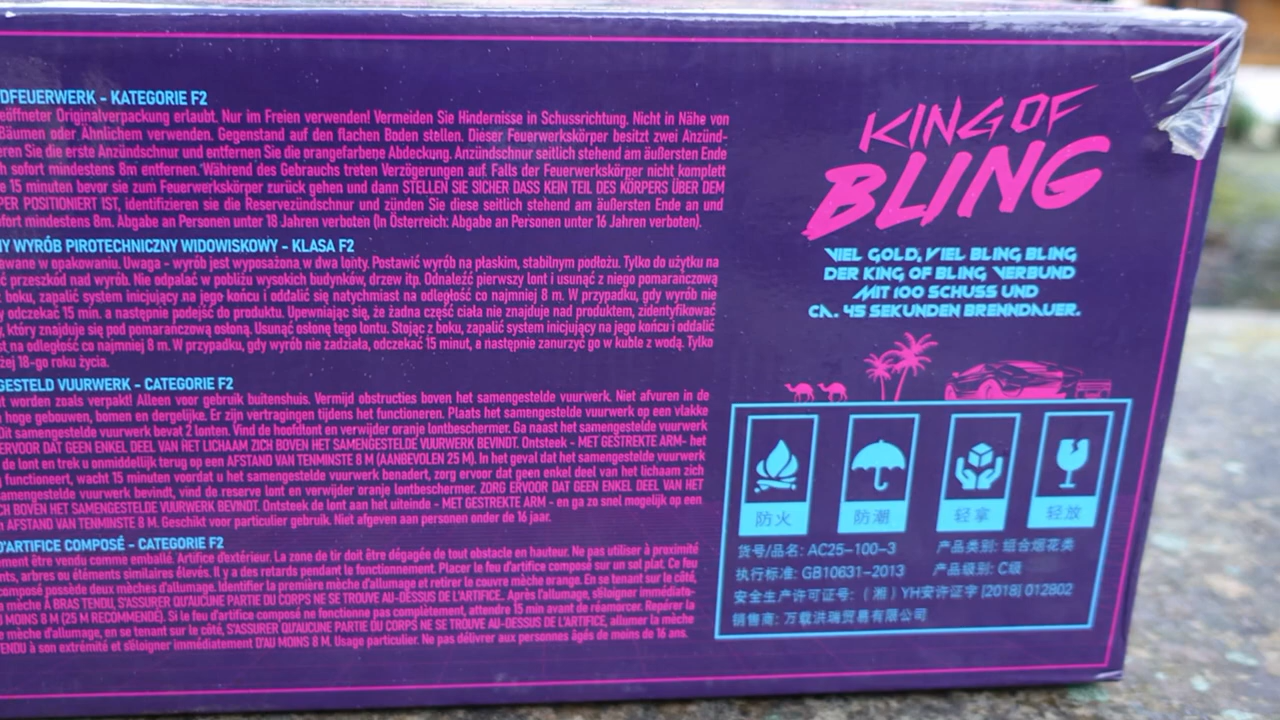 DFEUERWERK - KATEGORIE F2
eöffneter Originalverpackung erlaubt. Nur im Freien verwenden! Vermeiden Sie Hindernisse in Schussrichtung. Nicht in Nähe von
Bäumen oder Ähnlichem verwenden. Gegenstand auf den flachen Boden stellen. Dieser Feuerwerkskörper besitzt zwei Anzünd-
eren Sie die erste Anzündschnur und entfernen Sie die orangefarbene Abdeckung. Anzündschnur seitlich stehend am äußersten Ende
h sofort mindestens 8m entfernen. Während des Gebrauchs treten Verzögerungen auf. Falls der Feuerwerkskörper nicht komplett
e 15 minuten bevor sie zum Feuerwerkskörper zurück gehen und dann STELLEN SIE SICHER DASS KEIN TEIL DES KÖRPERS ÜBER DEM
PER POSITIONIERT IST, identifizieren sie die Reservezündschnur und zünden Sie diese seitlich stehend am äußersten Ende an und
ofort mindestens 8m. Abgabe an Personen unter 18 Jahren verboten (In Österreich: Abgabe an Personen unter 16 Jahren verboten).
NY WYRÓB PIROTECHNICZNY WIDOWISKOWY - KLASA F2
awane w opakowaniu. Uwaga - wyrób jest wyposażona w dwa lonty. Postawić wyrób na płaskim, stabilnym podłożu. Tylko do użytku na
ć przeszkód nad wyrób. Nie odpalać w pobliżu wysokich budynków, drzew itp. Odnaleźć pierwszy lont i usunąć z niego pomarańczową
z boku, zapalić system inicjujący na jego końcu i oddalić się natychmiast na odległość co najmniej 8 m. W przypadku, gdy wyrób nie
y odczekać 15 min. a następnie podejść do produktu. Upewniając się, że żadna część ciała nie znajduje nad produktem, zidentyfikować
, który znajduje się pod pomarańczową osłoną. Usunąć osłonę tego lontu. Stojąc z boku, zapalić system inicjujący na jego końcu i oddalić
st na odległość co najmniej 8 m. W przypadku, gdy wyrób nie zadziała, odczekać 15 minut, a następnie zanurzyć go w kuble z wodą. Tylko
żej 18-go roku życia.
GESTELD VUURWERK - CATEGORIE F2
t worden zoals verpakt! Alleen voor gebruik buitenshuis. Vermijd obstructies boven het samengestelde vuurwerk. Niet afvuren in de
hoge gebouwen, bomen en dergelijke. Er zijn vertragingen tijdens het functioneren. Plaats het samengestelde vuurwerk op een vlakke
Dit samengestelde vuurwerk bevat 2 lonten. Vind de hoofdlont en verwijder oranje lontbeschermer. Ga naast het samengestelde vuurwerk
ERVOOR DAT GEEN ENKEL DEEL VAN HET LICHAAM ZICH BOVEN HET SAMENGESTELDE VUURWERK BEVINDT. Ontsteek - MET GESTREKTE ARM- het
de lont en trek u onmiddelijk terug op een AFSTAND VAN TENMINSTE 8 M (AANBEVOLEN 25 M). In het geval dat het samengestelde vuurwerk
functioneert, wacht 15 minuten voordat u het samengestelde vuurwerk benadert, zorg ervoor dat geen enkel deel van het lichaam zich
samengestelde vuurwerk bevindt, vind de reserve lont en verwijder oranje lontbeschermer. ZORG ERVOOR DAT GEEN ENKEL DEEL VAN HET
CH BOVEN HET SAMENGESTELDE VUURWERK BEVINDT. Ontsteek de lont aan het uiteinde - MET GESTREKTE ARM - en ga zo snel mogelijk op een
AFSTAND VAN TENMINSTE 8 M. Geschikt voor particulier gebruik. Niet afgeven aan personen onder de 16 jaar.
D'ARTIFICE COMPOSÉ - CATEGORIE F2
ment être vendu comme emballé. Artifice d'extérieur. La zone de tir doit être dégagée de tout obstacle en hauteur. Ne pas utiliser à proximité
nts, arbres ou éléments similaires élevés. Il y a des retards pendant le fonctionnement. Placer le feu d'artifice composé sur un sol plat. Ce feu
composé possède deux mèches d'allumage. Identifier la première mèche d'allumage et retirer le couvre mèche orange. En se tenant sur le côté,
a mèche À BRAS TENDU, S'ASSURER QU'AUCUNE PARTIE DU CORPS NE SE TROUVE AU-DESSUS DE L'ARTIFICE. Après l'allumage, s'éloigner immédiate-
MOINS 8 M (25 M RECOMMENDÉ). Si le feu d'artifice composé ne fonctionne pas complètement, attendre 15 min avant de réamorcer. Repérer la
e mèche d'allumage, en se tenant sur le côté, S'ASSURER QU'AUCUNE PARTIE DU CORPS NE SE TROUVE AU-DESSUS DE L'ARTIFICE, allumer la mèche
TENDU à son extrémité et s'éloigner immediatement D'AU MOINS 8 M. Usage particulier. Ne pas délivrer aux personnes âgés de moins de 16 ans.
KING OF
BLING
VIEL GOLD, VIEL BLING BLING
DER KING OF BLING VERBUND
MIT 100 SCHUSS UND
CA. 45 SEKUNDEN BRENNDAUER.
防火 防潮 轻拿 轻放
货号/品名: AC25-100-3 产品类别: 组合烟花类
执行标准: GB10631-2013 产品级别: C级
安全生产许可证号: (湘) YH安许证字 [2018] 012802
销售商: 万载洪瑞贸易有限公司